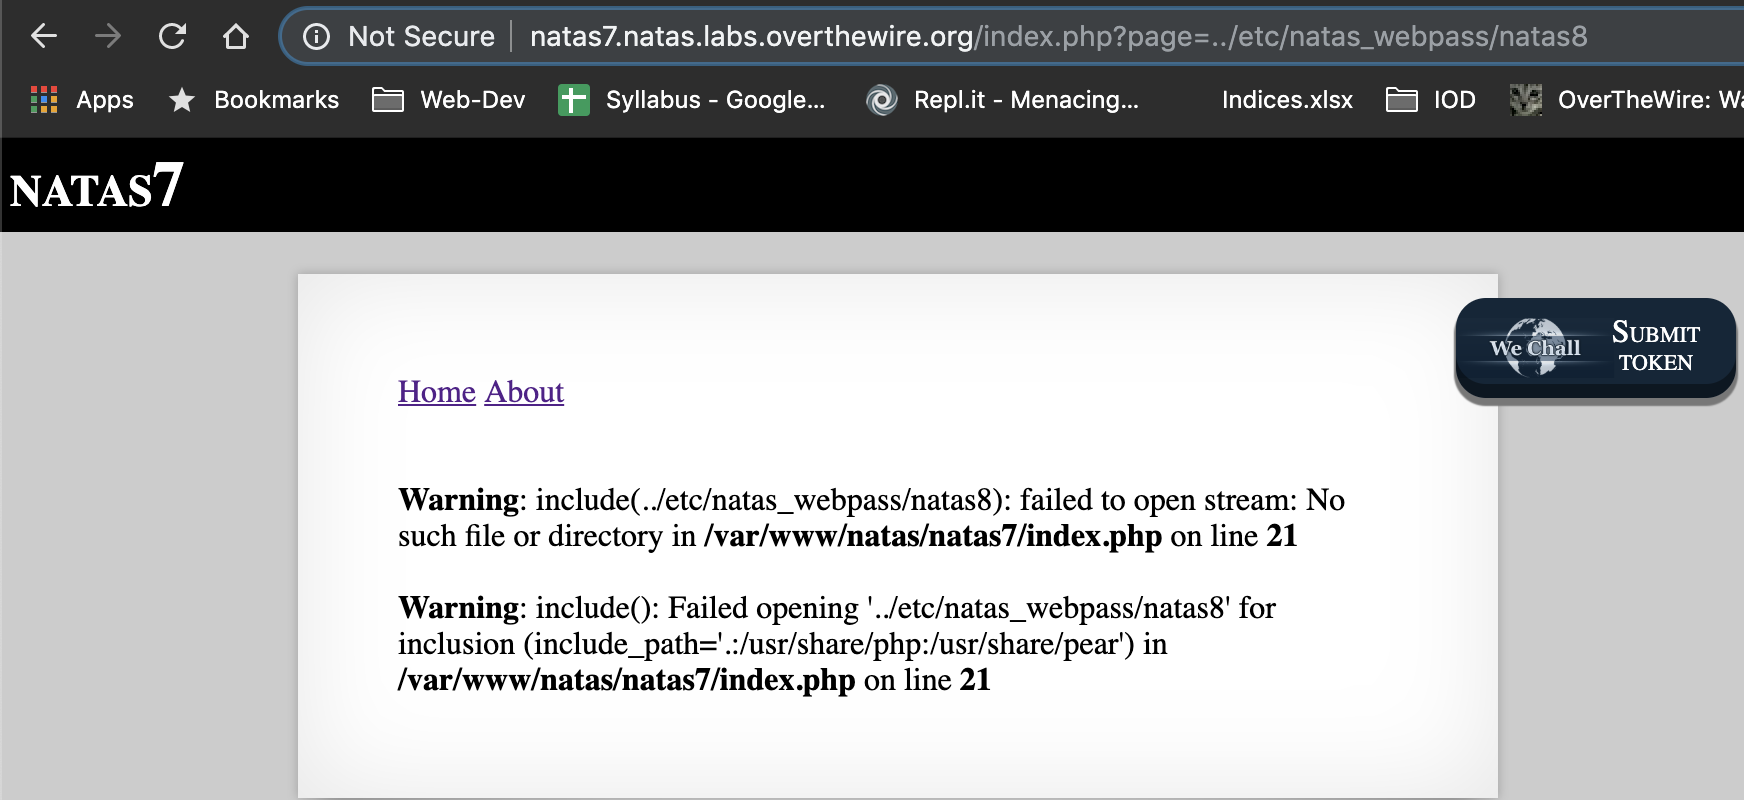 Not Secure natas7.natas.labs.overthewire.org/index.php?page=../etc/natas_webpass/natas8
Apps Bookmarks Web-Dev Syllabus - Google... Repl.it - Menacing... Indices.xlsx IOD OverTheWire: Wa
NATAS7
We Chall
SUBMIT
TOKEN
Home About
Warning: include(../etc/natas_webpass/natas8): failed to open stream: No
such file or directory in /var/www/natas/natas7/index.php on line 21
Warning: include(): Failed opening '../etc/natas_webpass/natas8' for
inclusion (include_path='.:/usr/share/php:/usr/share/pear') in
/var/www/natas/natas7/index.php on line 21